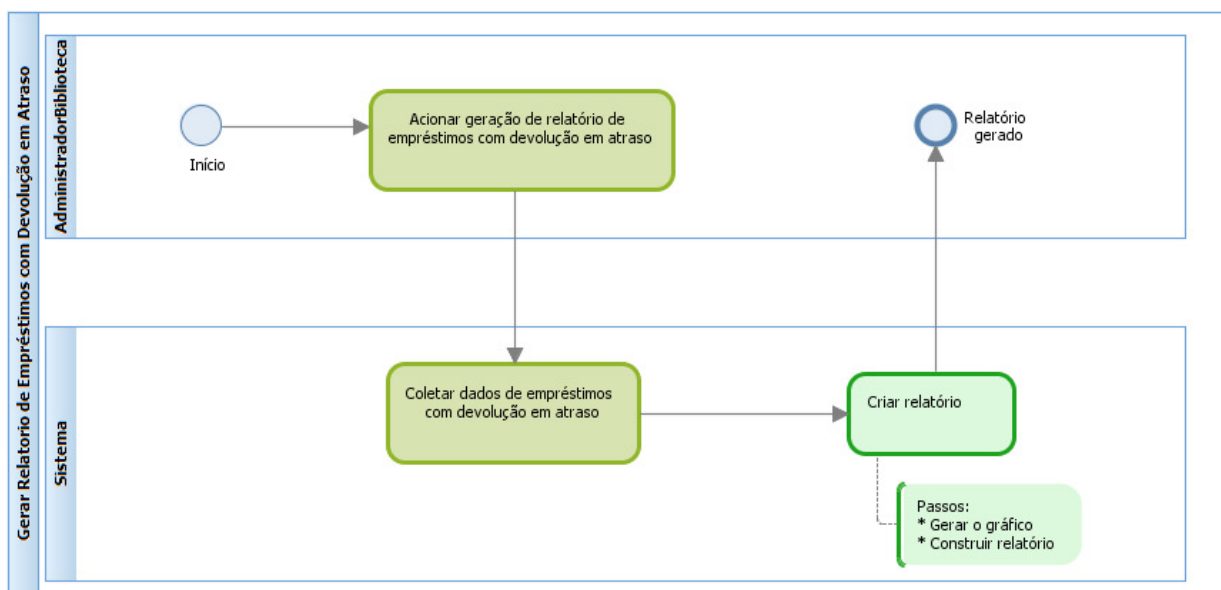 Gerar Relatorio de Empréstimos com Devolução em Atraso
AdministradorBiblioteca
Início
Acionar geração de relatório de
empréstimos com devolução em atraso
Relatório
gerado
Sistema
Coletar dados de empréstimos
com devolução em atraso
Criar relatório
Passos:
* Gerar o gráfico
* Construir relatório